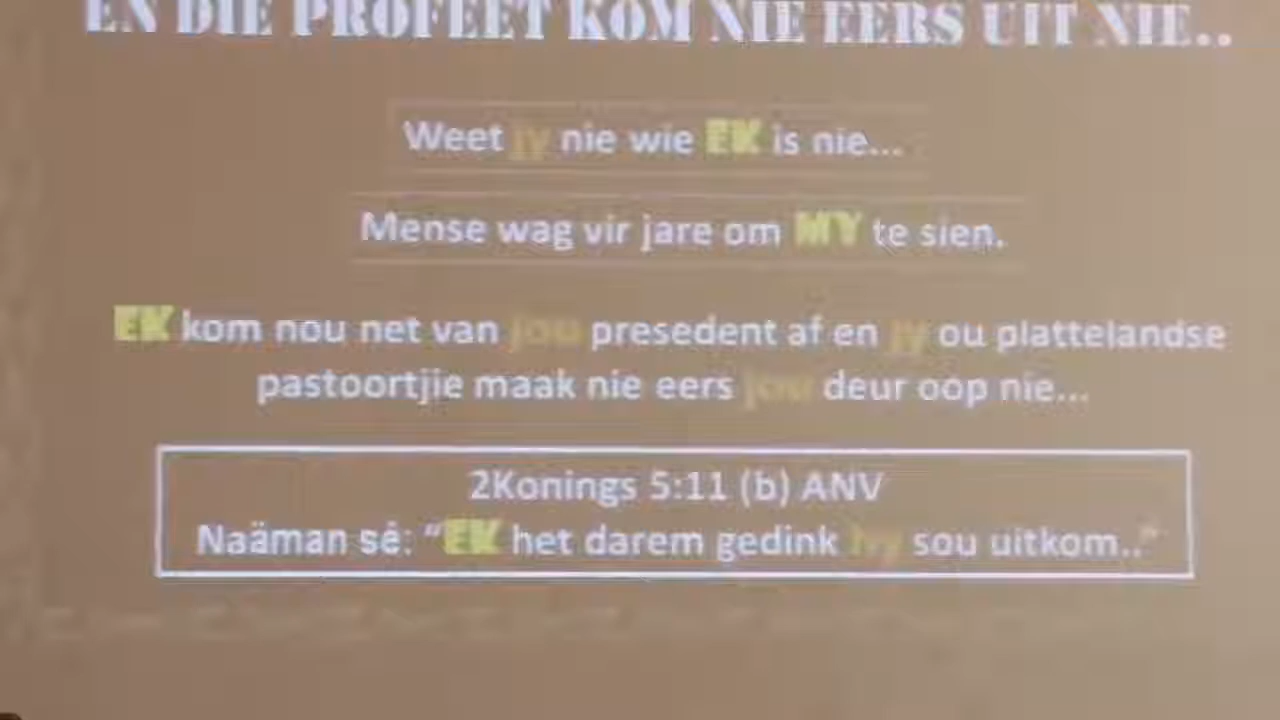 EN DIE PROFEET KOM NIE EERS UIT NIE..
Weet jy nie wie EK is nie...
Mense wag vir jare om MY te sien.
EK kom nou net van jou presedent af en jy ou plattelandse
pastoortjie maak nie eers jou deur oop nie...
2Konings 5:11 (b) ANV
Naäman sê: “EK het darem gedink hy sou uitkom..”